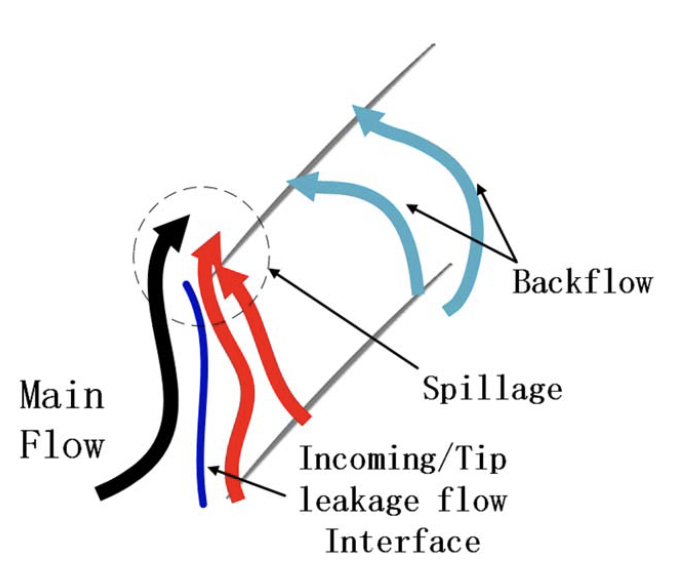 Backflow
Spillage
Main
Flow
Incoming/Tip
leakage flow
Interface